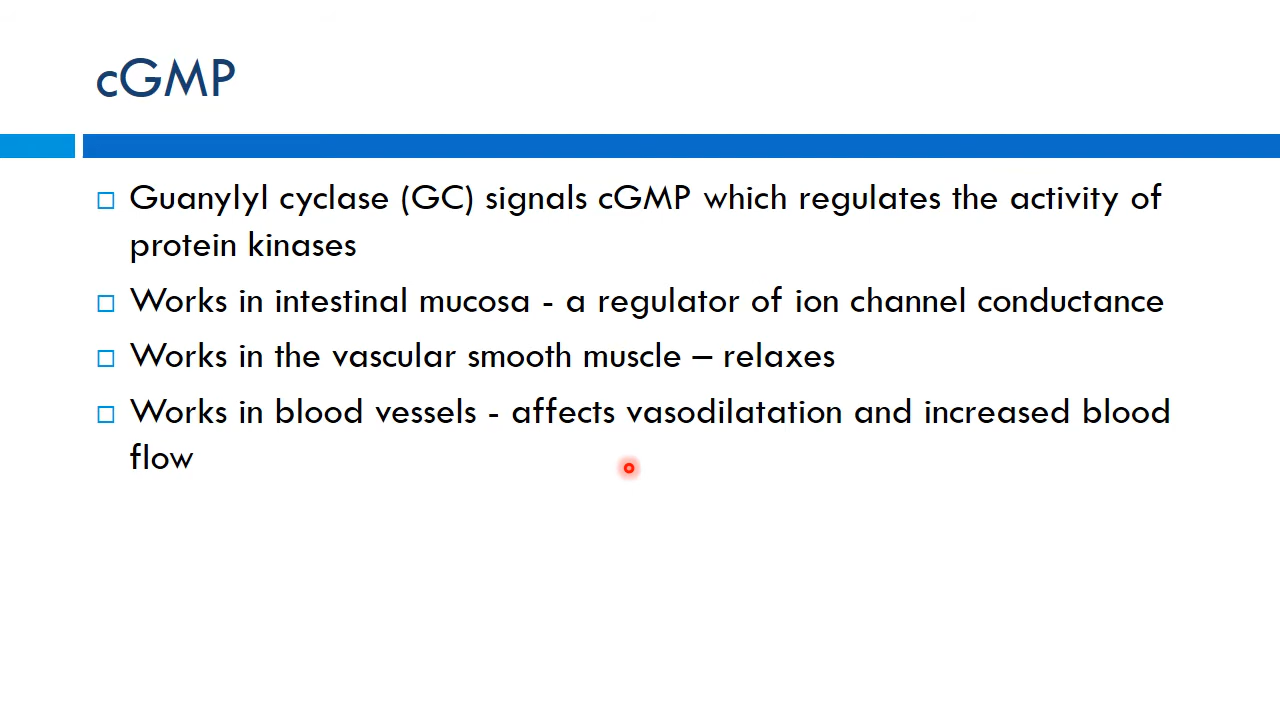 cGMP
Guanylyl cyclase (GC) signals cGMP which regulates the activity of
protein kinases
Works in intestinal mucosa - a regulator of ion channel conductance
Works in the vascular smooth muscle – relaxes
Works in blood vessels - affects vasodilatation and increased blood
flow